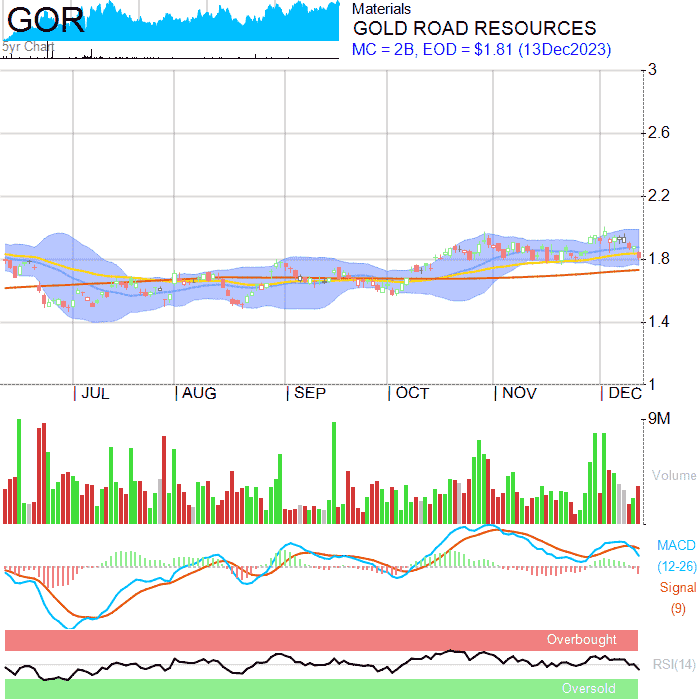 GOR
5yr Chart
Materials
GOLD ROAD RESOURCES
MC = 2B, EOD = $1.81 (13Dec2023)
3
2.6
2.2
1.8
1.4
1
JUL AUG SEP OCT NOV DEC
9M
Volume
MACD
(12-26)
Signal
(9)
Overbought
RSI(14)
Oversold